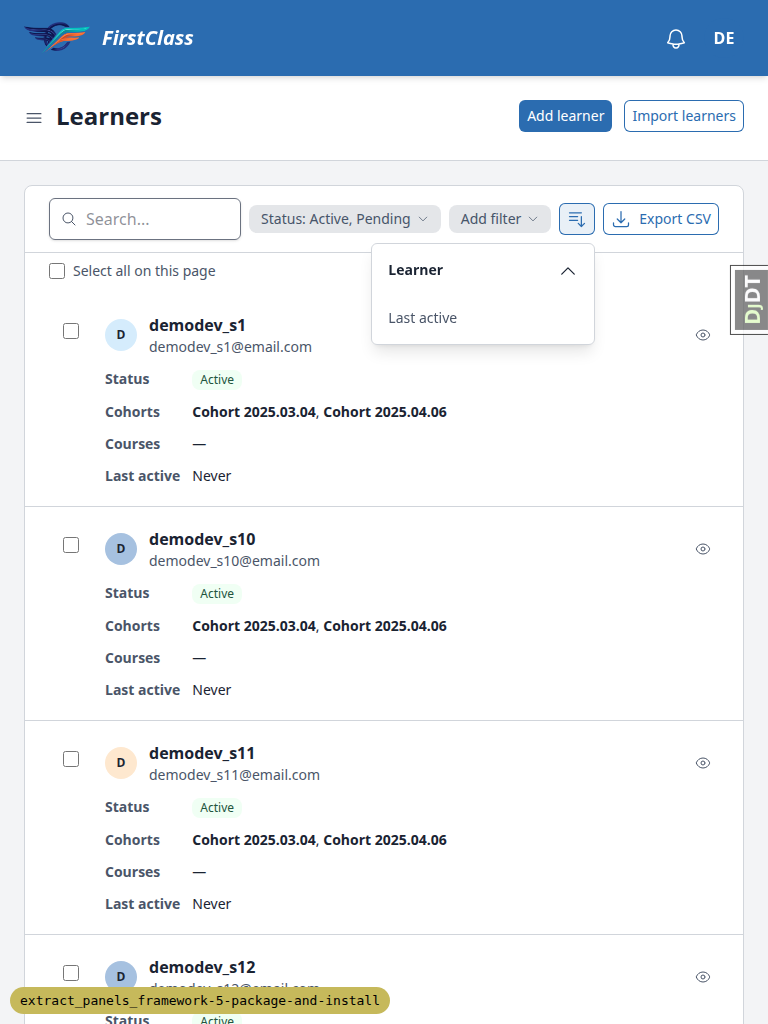 FirstClass
DE
Learners
Add learner
Import learners
Search...
Status: Active, Pending
Add filter
Export CSV
Select all on this page
Learner
Last active
DjDT
D
demodev_s1
demodev_s1@email.com
Status Active
Cohorts Cohort 2025.03.04, Cohort 2025.04.06
Courses —
Last active Never
D
demodev_s10
demodev_s10@email.com
Status Active
Cohorts Cohort 2025.03.04, Cohort 2025.04.06
Courses —
Last active Never
D
demodev_s11
demodev_s11@email.com
Status Active
Cohorts Cohort 2025.03.04, Cohort 2025.04.06
Courses —
Last active Never
D
demodev_s12
extract_panels_framework-5-package-and-install
Status Active